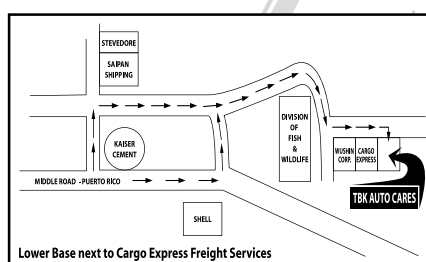 STEVEDORE
SAIPAN
SHIPPING
KAISER
CEMENT
DIVISION
OF
FISH
&
WILDLIFE
WUSHIN
CORP.
CARGO
EXPRESS
MIDDLE ROAD - PUERTO RICO
TBK AUTO CARES
SHELL
Lower Base next to Cargo Express Freight Services